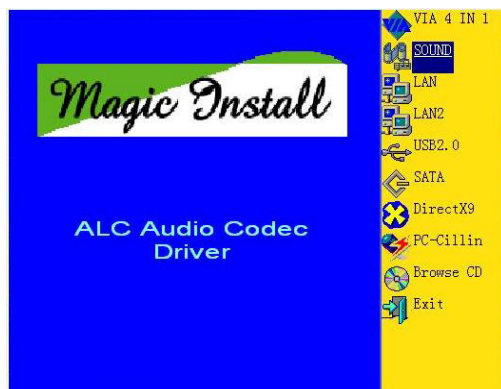 Magic Install
ALC Audio Codec
Driver
VIA 4 IN 1
SOUND
LAN
LAN2
USB2.0
SATA
DirectX9
PC-Cillin
Browse CD
Exit